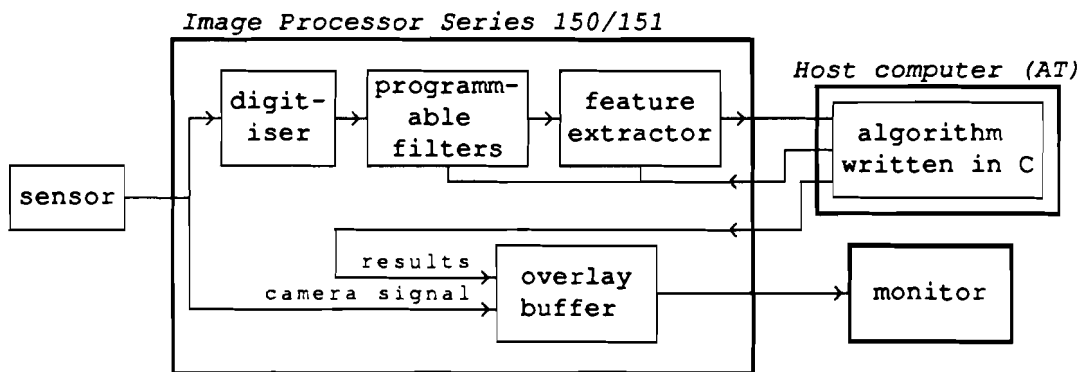 Image Processor Series 150/151
Host computer (AT)
digit-
iser
programm-
able
filters
feature
extractor
algorithm
written in C
sensor
results
camera signal
overlay
buffer
monitor